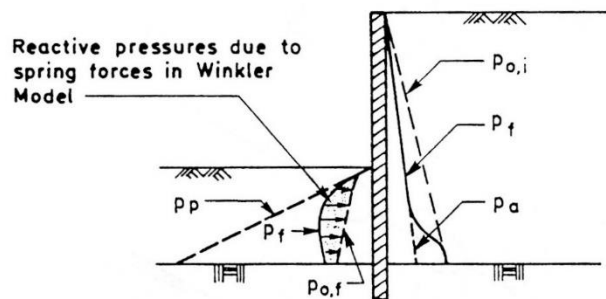 Reactive pressures due to
spring forces in Winkler
Model
Po,i
Pf
Pp
Pf
Pa
Po,f